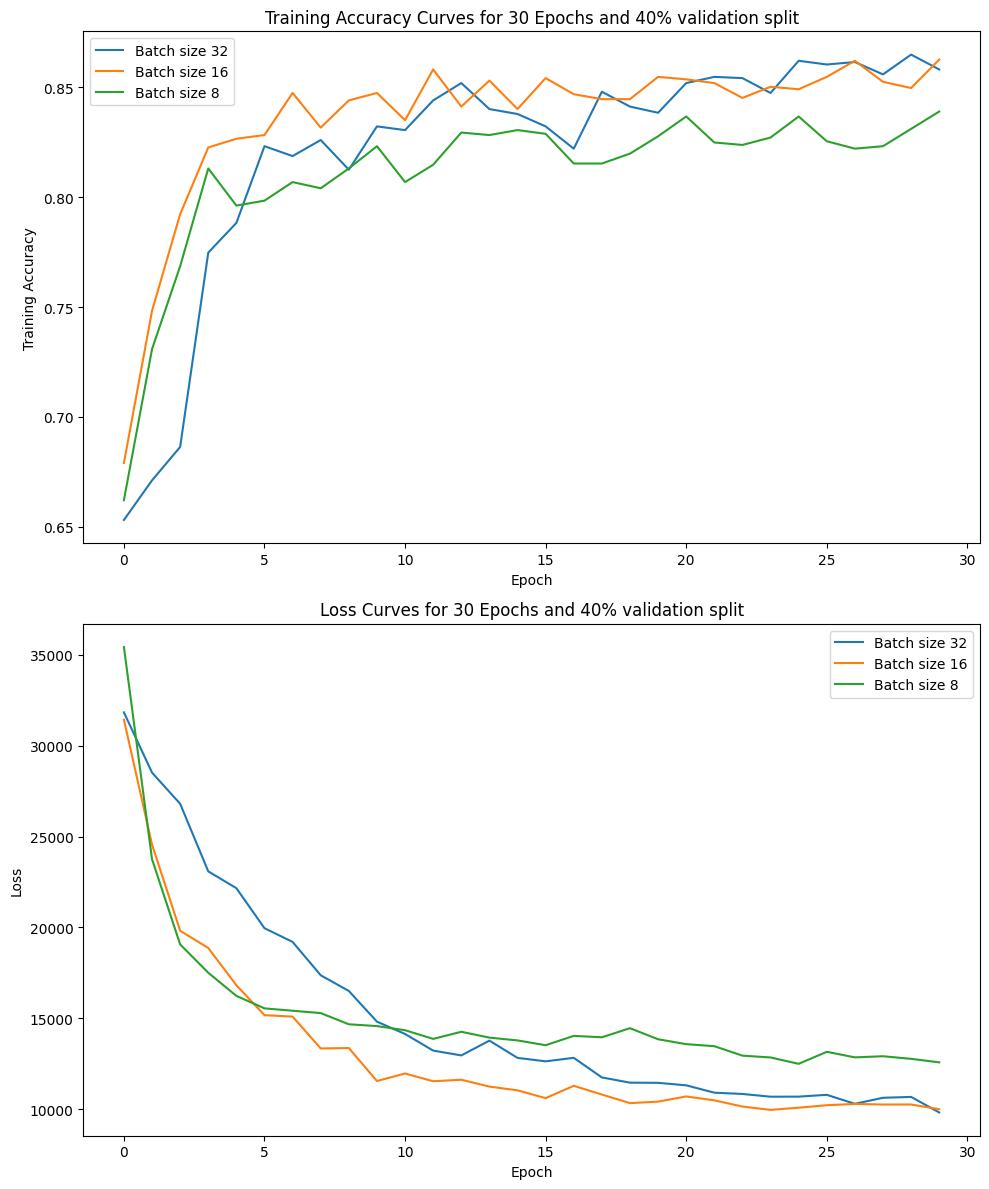 Training Accuracy Curves for 30 Epochs and 40% validation split
Batch size 32
Batch size 16
Batch size 8
0.85
0.80
0.75
0.70
0.65
Training Accuracy
0 5 10 15 20 25 30
Epoch
Loss Curves for 30 Epochs and 40% validation split
Batch size 32
Batch size 16
Batch size 8
35000
30000
25000
20000
15000
10000
Loss
0 5 10 15 20 25 30
Epoch